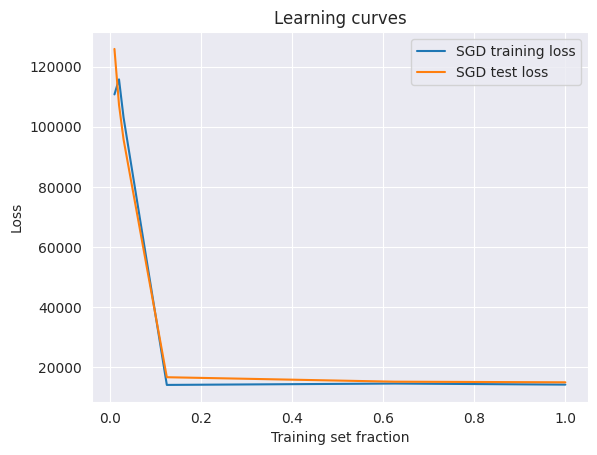 Learning curves
SGD training loss
SGD test loss
120000
100000
80000
60000
40000
20000
Loss
0.0 0.2 0.4 0.6 0.8 1.0
Training set fraction